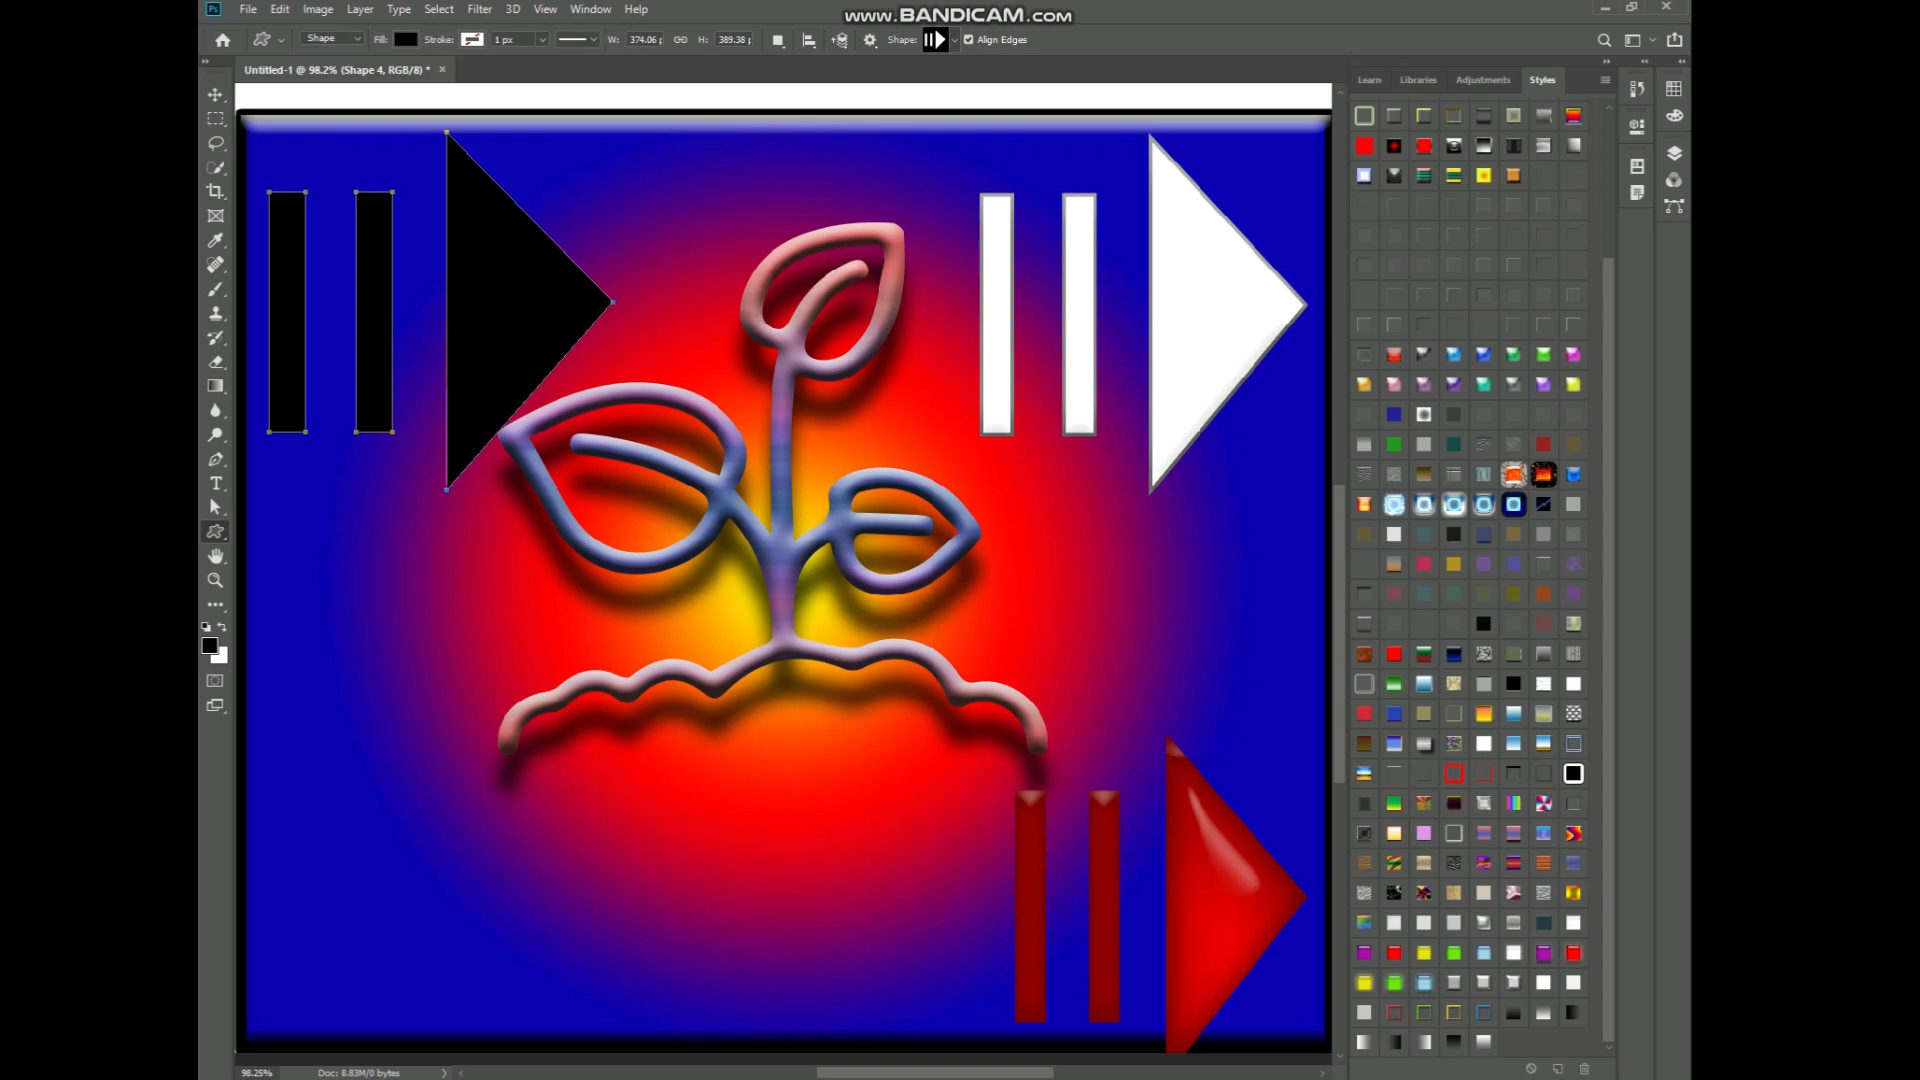 Ps File Edit Image Layer Type Select Filter 3D View Window Help
www.BANDICAM.com
Shape Fill: Stroke: 1 px W: 374.06 p H: 389.38 p Shape: Align Edges
Untitled-1 @ 98.2% (Shape 4, RGB/8) *
Learn Libraries Adjustments Styles
98.25% Doc: 8.83M/0 bytes